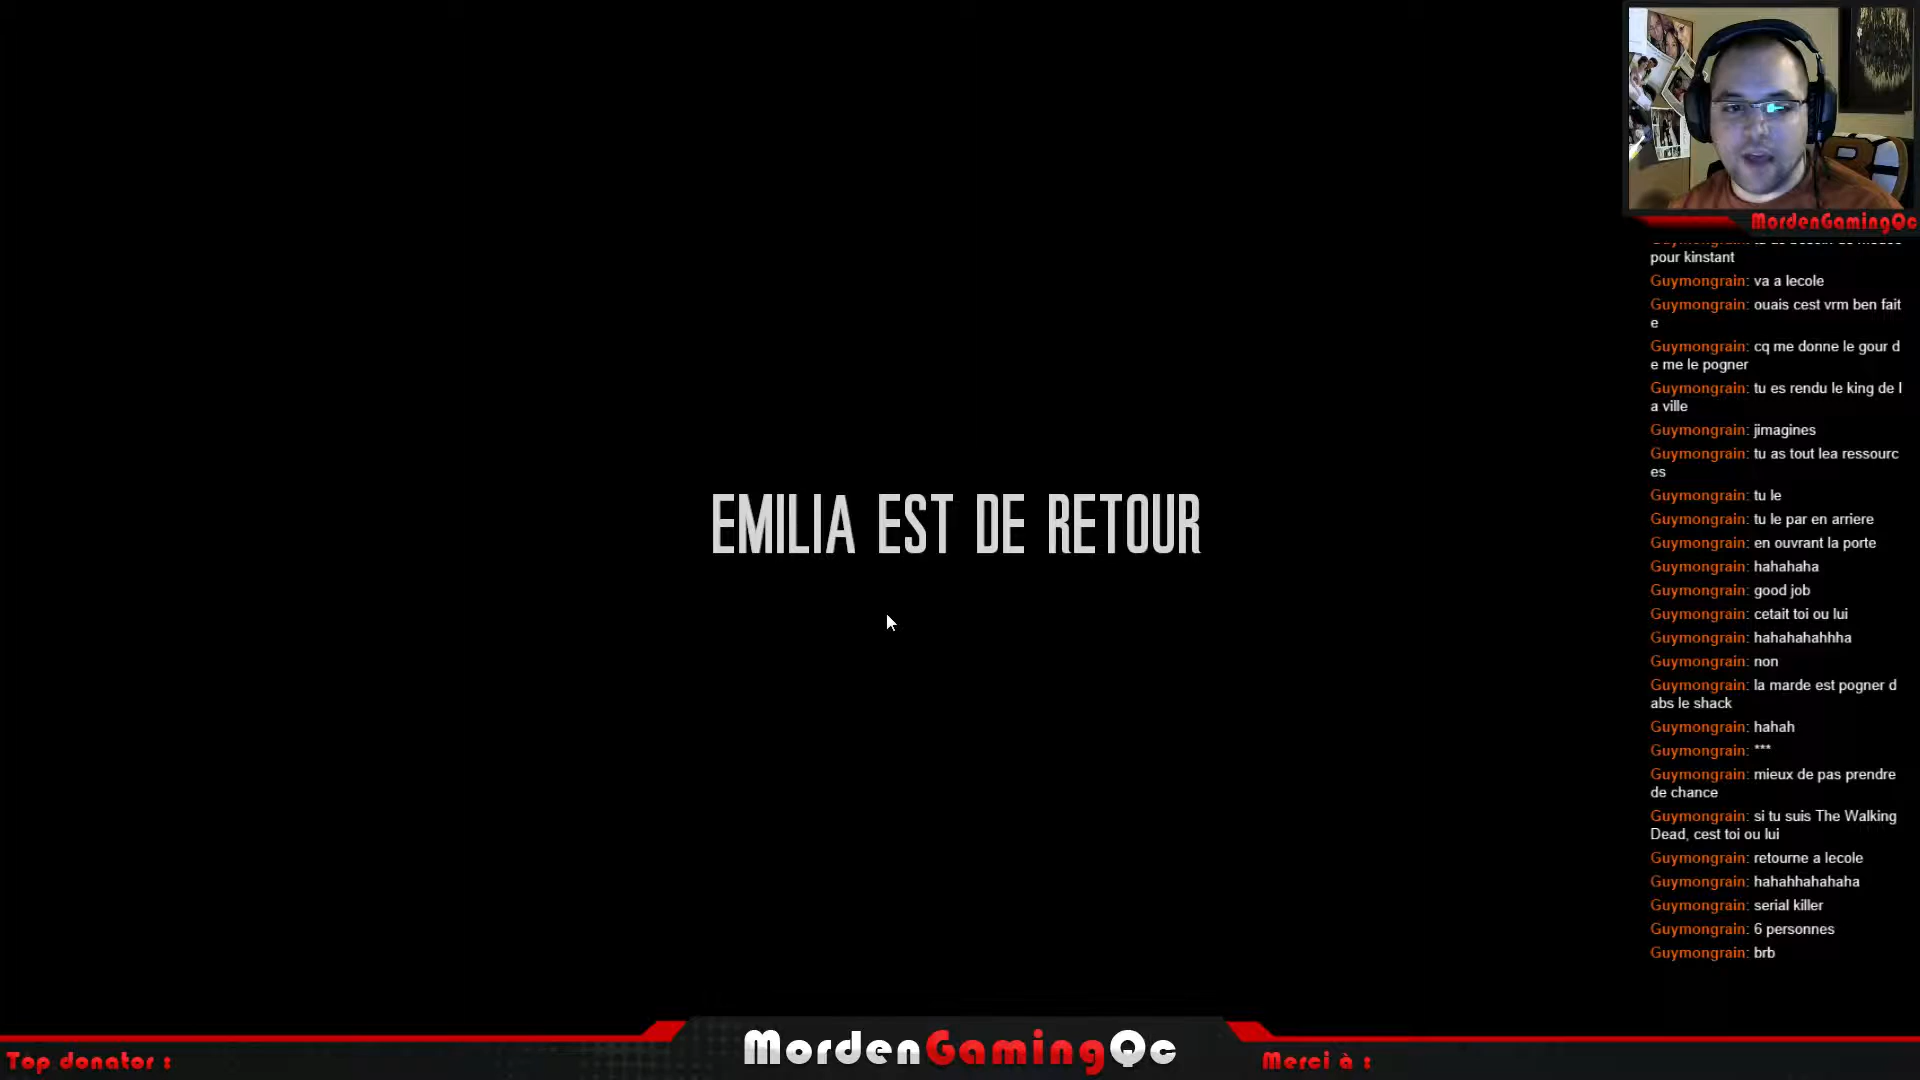 MordenGamingQc
pour kinstant
Guymongrain: va a lecole
Guymongrain: ouais cest vrm ben fait
e
Guymongrain: cq me donne le gour d
e me le pogner
Guymongrain: tu es rendu le king de l
a ville
Guymongrain: jimagines
Guymongrain: tu as tout lea ressourc
es
Guymongrain: tu le
Guymongrain: tu le par en arriere
Guymongrain: en ouvrant la porte
Guymongrain: hahahaha
Guymongrain: good job
Guymongrain: cetait toi ou lui
Guymongrain: hahahahahhha
Guymongrain: non
Guymongrain: la marde est pogner d
abs le shack
Guymongrain: hahah
Guymongrain: ***
Guymongrain: mieux de pas prendre
de chance
Guymongrain: si tu suis The Walking
Dead, cest toi ou lui
Guymongrain: retourne a lecole
Guymongrain: hahahhahahaha
Guymongrain: serial killer
Guymongrain: 6 personnes
Guymongrain: brb
EMILIA EST DE RETOUR
Top donator :
MordenGamingQc
Merci à :